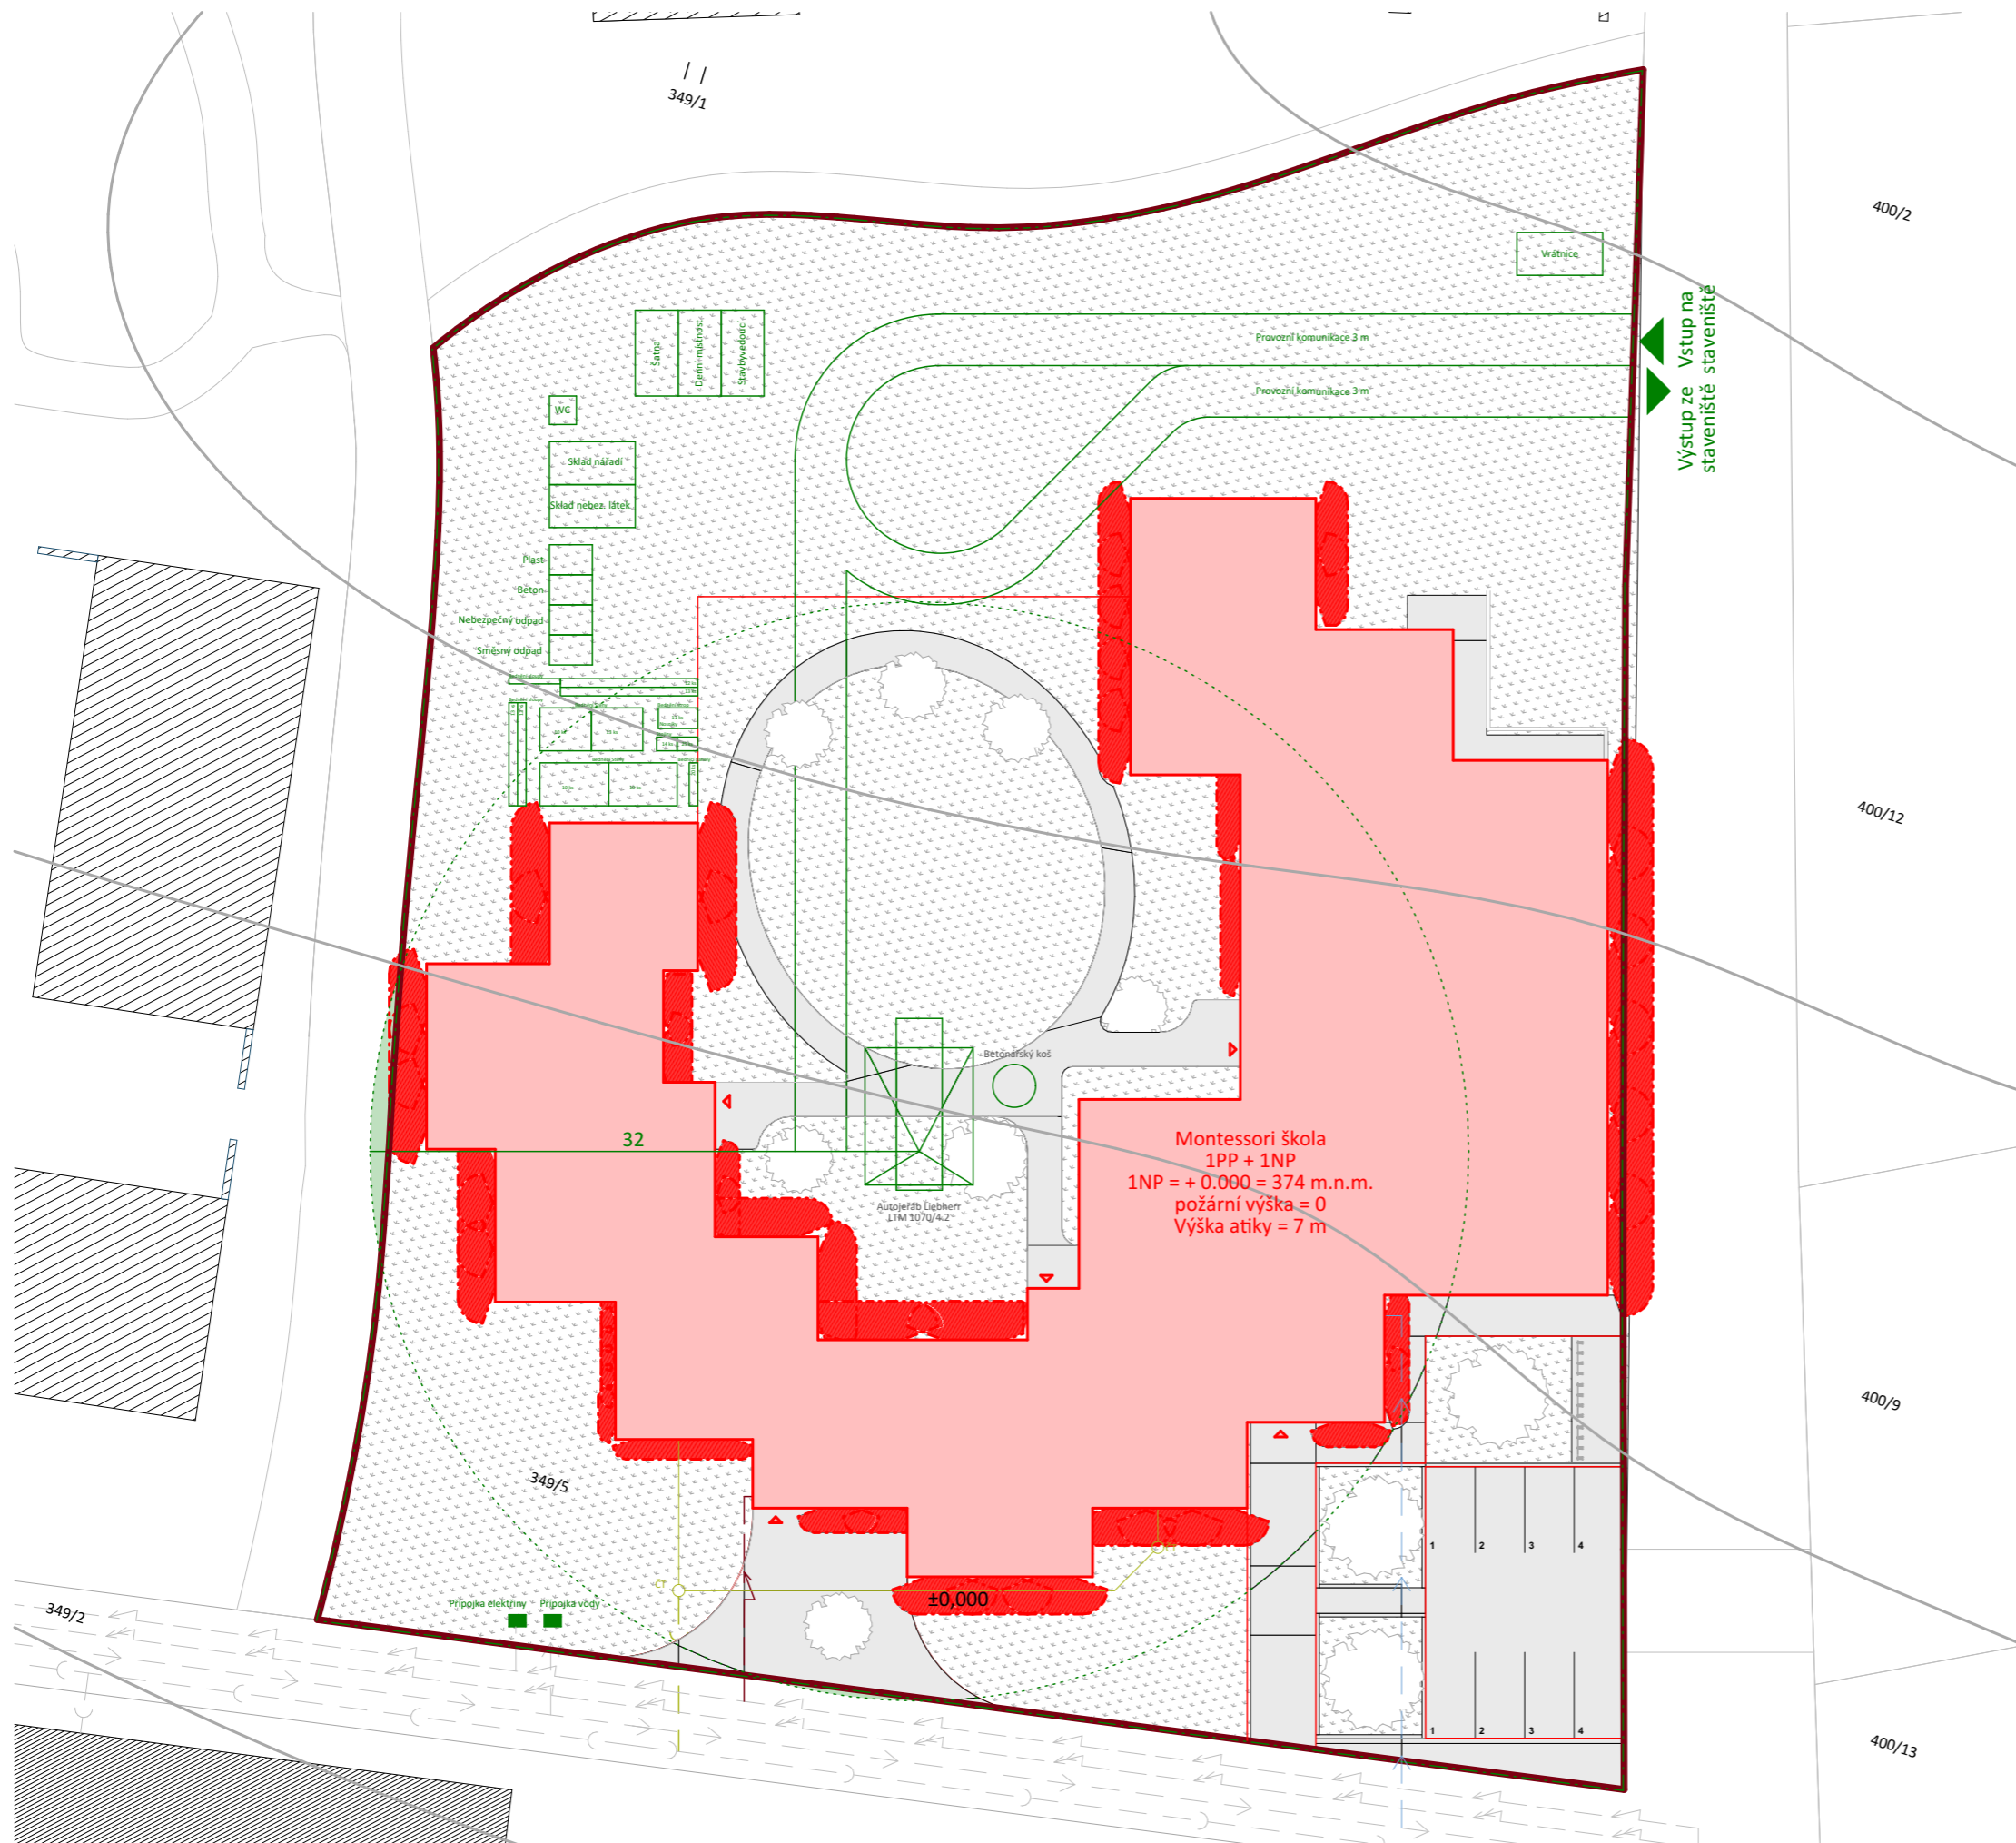 349/1
400/2
Vrátnice
Vstup na
staveniště
Výstup ze
staveniště
Provozní komunikace 3 m
Provozní komunikace 3 m
Šatna
Denní místnost
Stavbyvedoucí
WC
Sklad nářadí
Sklad nebez. látek
Plast
Beton
Nebezpečný odpad
Směsný odpad
400/12
Betonářský koš
32
Autojeřáb Liebherr
LTM 1070/4.2
Montessori škola
1PP + 1NP
1NP = + 0.000 = 374 m.n.m.
požární výška = 0
Výška atiky = 7 m
400/9
349/5
1
2
3
4
±0,000
Přípojka elektřiny
Přípojka vody
349/2
1
2
3
4
400/13